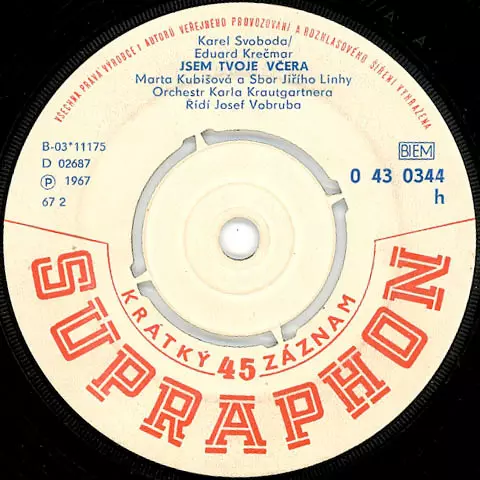 VŠECHNA PRÁVA VÝROBCE I AUTORŮ VEŘEJNÉHO PROVOZOVÁNÍ A ROZHLASOVÉHO ŠÍŘENÍ VYHRAZENA
Karel Svoboda/
Eduard Krečmar
JSEM TVOJE VČERA
Marta Kubišová a Sbor Jiřího Linhy
Orchestr Karla Krautgartnera
Řídí Josef Vobruba
B-03*11175
D 02687
Ⓟ 1967
67 2
BIEM
0 43 0344
h
KRÁTKÝ 45 ZÁZNAM
SUPRAPHON